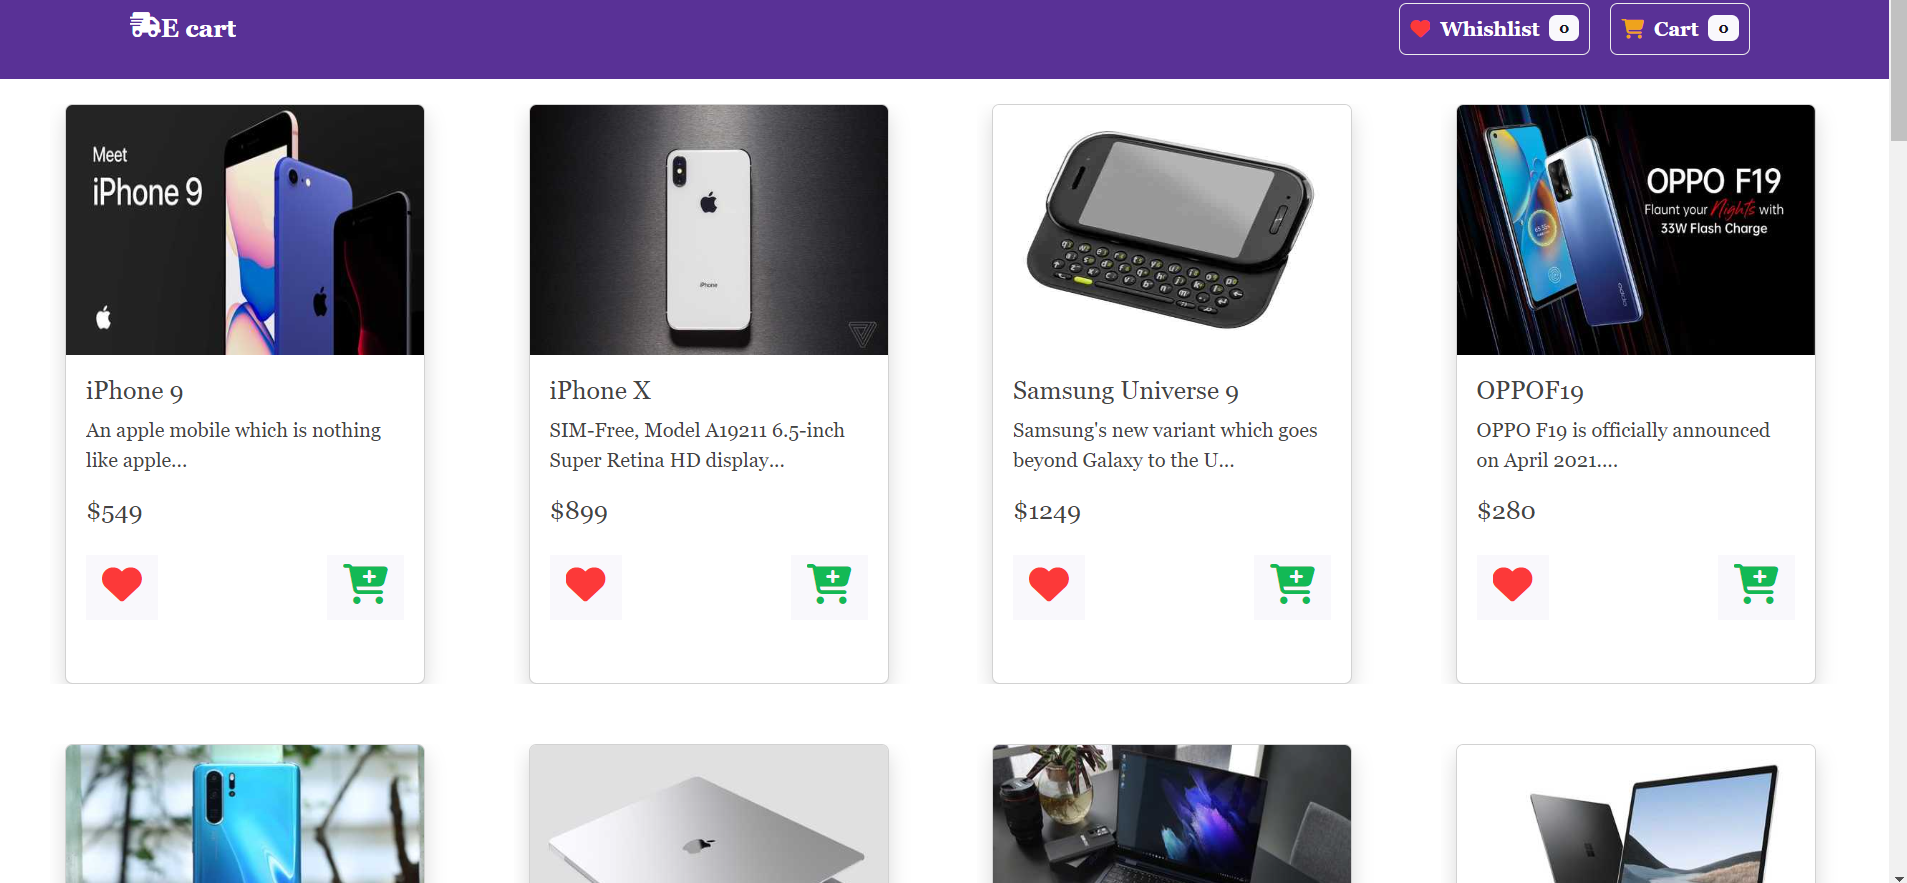 E cart
Whishlist 0
Cart 0
Meet
iPhone 9
iPhone
OPPO F19
Flaunt your Nights with
33W Flash Charge
oppo
iPhone 9
An apple mobile which is nothing
like apple...
$549
iPhone X
SIM-Free, Model A19211 6.5-inch
Super Retina HD display...
$899
Samsung Universe 9
Samsung's new variant which goes
beyond Galaxy to the U...
$1249
OPPOF19
OPPO F19 is officially announced
on April 2021....
$280